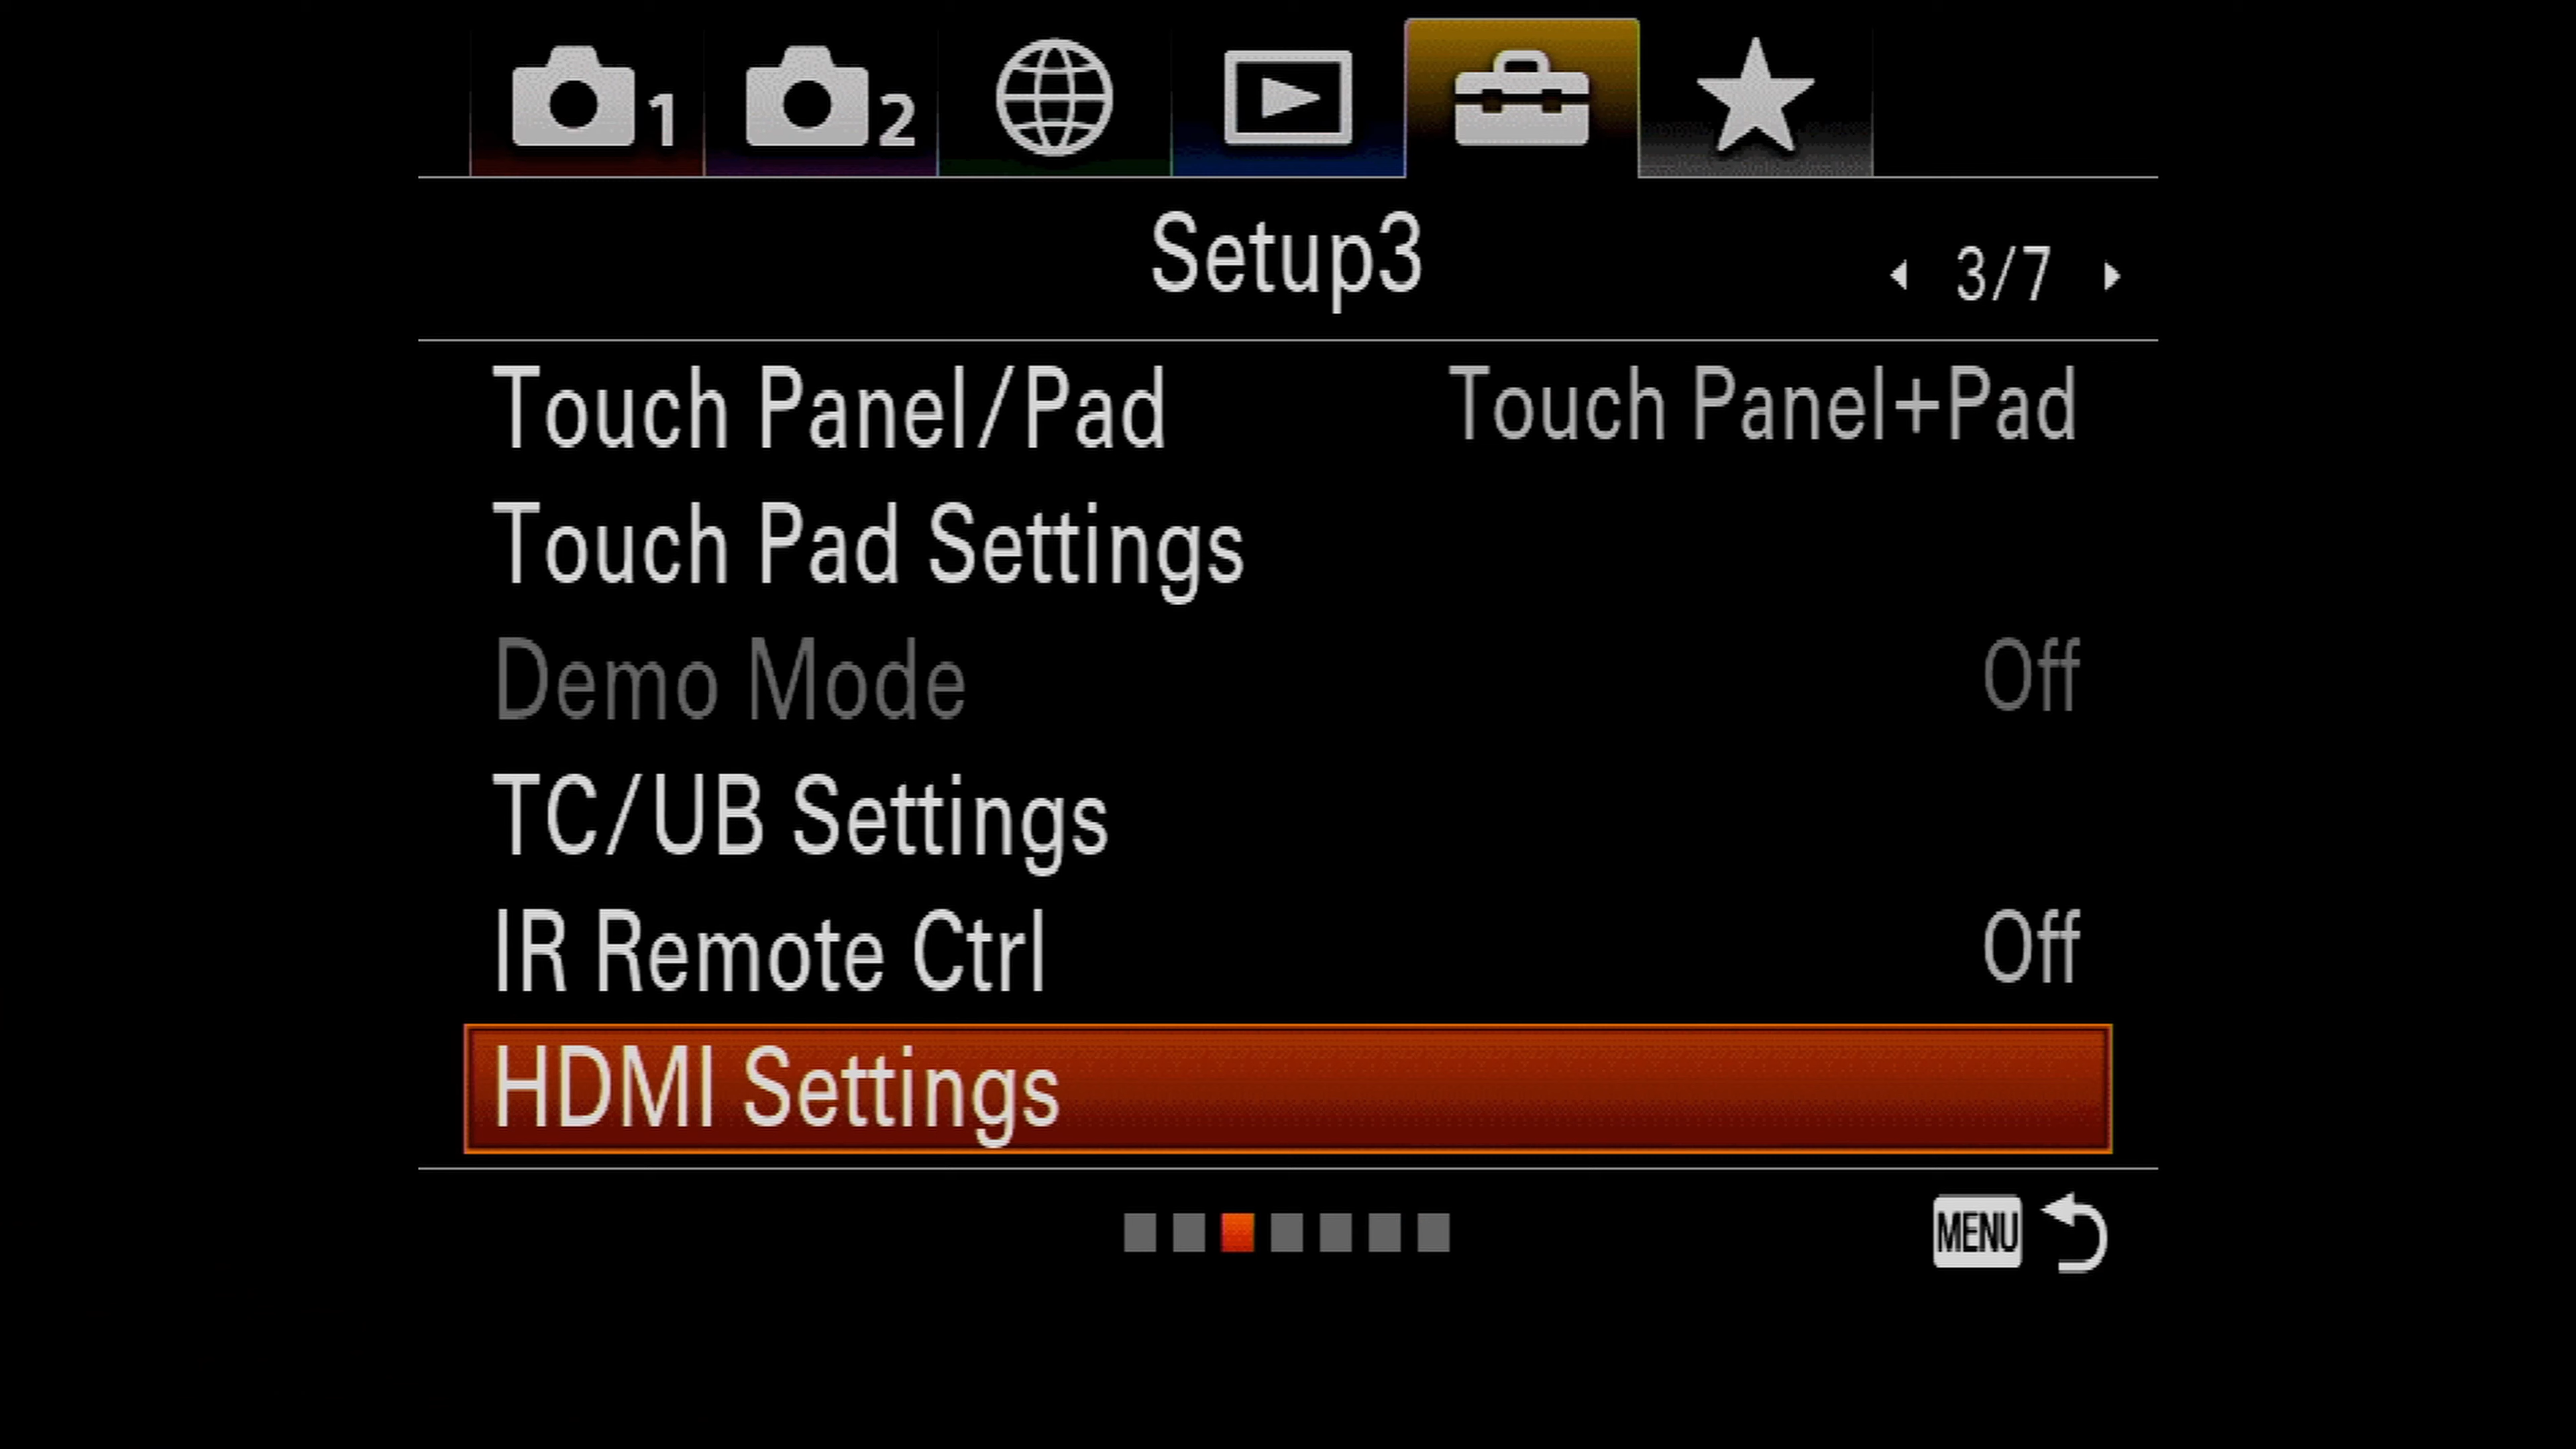 1 2
Setup3
3/7
Touch Panel/Pad Touch Panel+Pad
Touch Pad Settings
Demo Mode Off
TC/UB Settings
IR Remote Ctrl Off
HDMI Settings
MENU